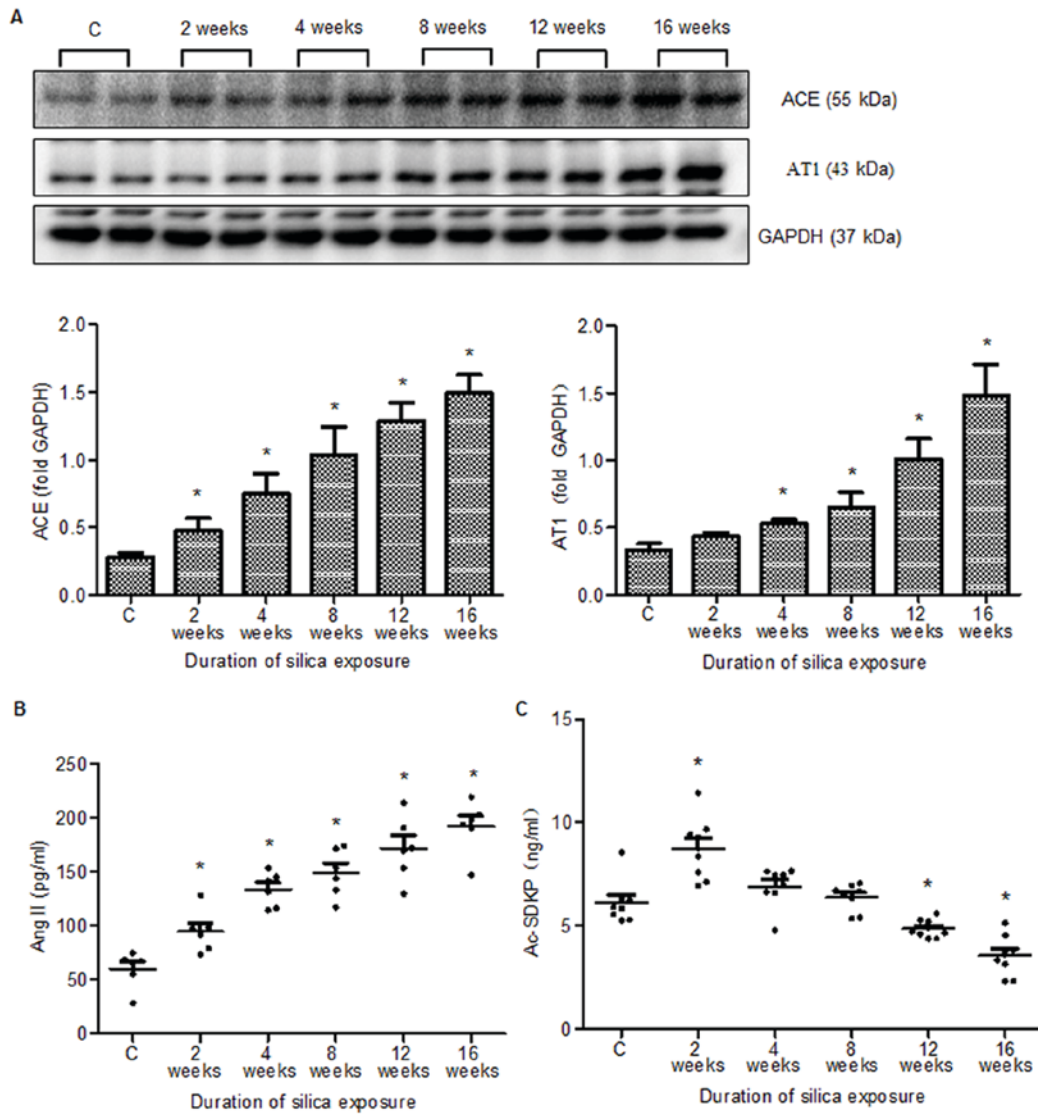 A
C
2 weeks
4 weeks
8 weeks
12 weeks
16 weeks
ACE (55 kDa)
AT1 (43 kDa)
GAPDH (37 kDa)
ACE (fold GAPDH)
2.0
1.5
1.0
0.5
0.0
* * * * *
C 2 4 8 12 16
weeks weeks weeks weeks weeks
Duration of silica exposure
AT1 (fold GAPDH)
2.0
1.5
1.0
0.5
0.0
* * * *
C 2 4 8 12 16
weeks weeks weeks weeks weeks
Duration of silica exposure
B
Ang II (pg/ml)
250
200
150
100
50
0
* * * * *
C 2 4 8 12 16
weeks weeks weeks weeks weeks
Duration of silica exposure
C
Ac-SDKP (ng/ml)
15
10
5
0
* * *
C 2 4 8 12 16
weeks weeks weeks weeks weeks
Duration of silica exposure